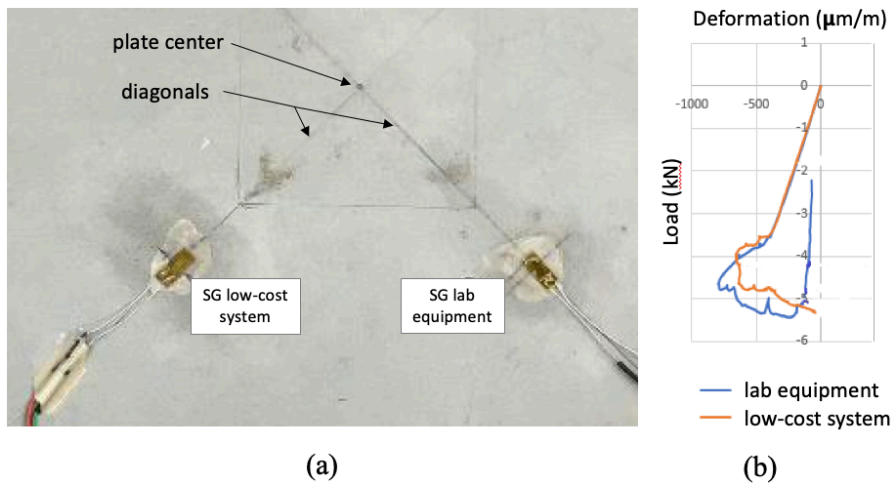 plate center
diagonals
SG low-cost
system
SG lab
equipment
(a)
Deformation (μm/m)
1
-1000 -500 0 0
-1
-2
Load (kN)
-3
-4
-5
-6
lab equipment
low-cost system
(b)